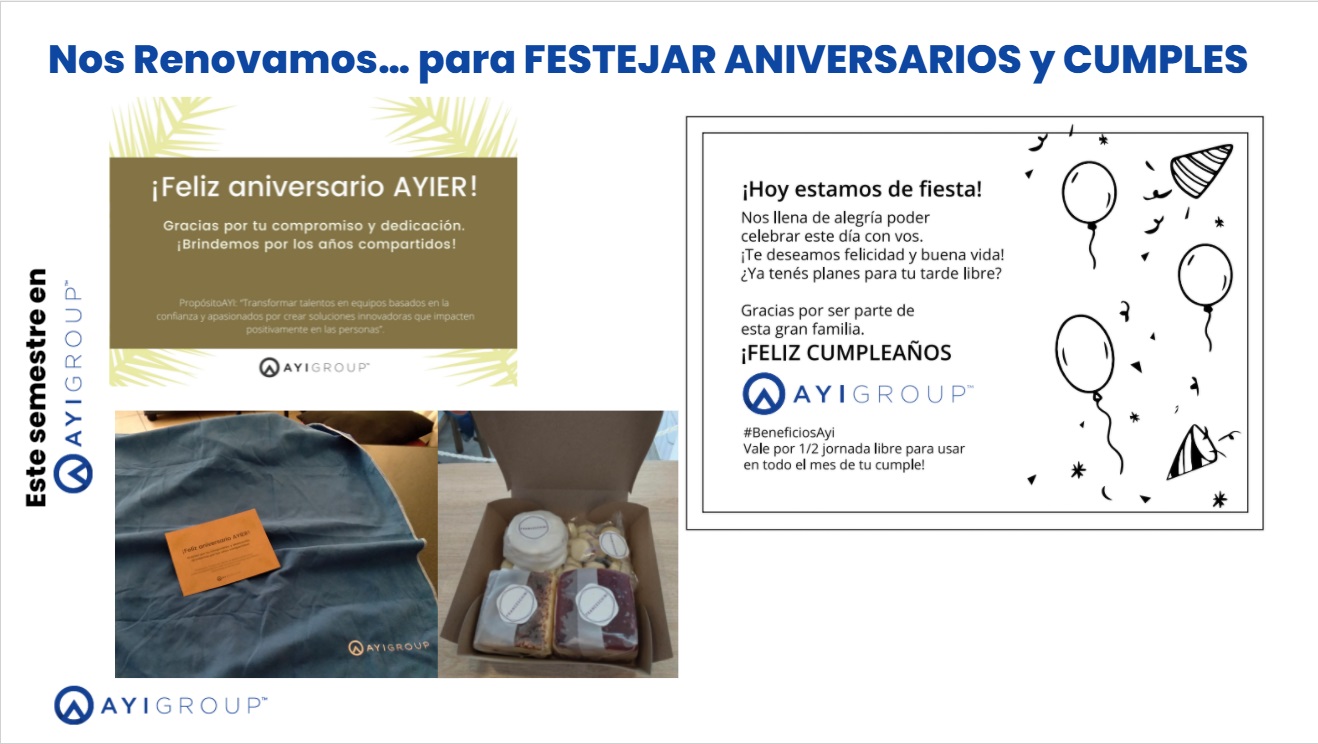 Nos Renovamos... para FESTEJAR ANIVERSARIOS y CUMPLES
Este semestre en
AYIGROUP™
¡Feliz aniversario AYIER!
Gracias por tu compromiso y dedicación.
¡Brindemos por los años compartidos!
PropósitoAYI: “Transformar talentos en equipos basados en la
confianza y apasionados por crear soluciones innovadoras que impacten
positivamente en las personas”.
AYIGROUP™
¡Feliz aniversario AYIER!
AYIGROUP
¡Hoy estamos de fiesta!
Nos llena de alegría poder
celebrar este día con vos.
¡Te deseamos felicidad y buena vida!
¿Ya tenés planes para tu tarde libre?
Gracias por ser parte de
esta gran familia.
¡FELIZ CUMPLEAÑOS
AYIGROUP™
#BeneficiosAyi
Vale por 1/2 jornada libre para usar
en todo el mes de tu cumple!
AYIGROUP™